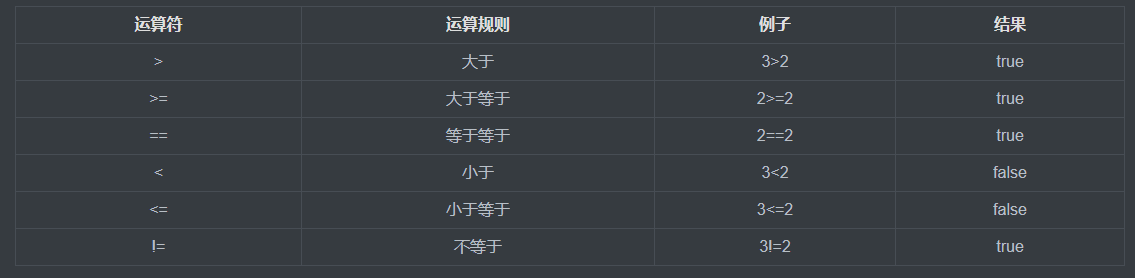 运算符 运算规则 例子 结果
> 大于 3>2 true
>= 大于等于 2>=2 true
== 等于等于 2==2 true
< 小于 3<2 false
<= 小于等于 3<=2 false
!= 不等于 3!=2 true